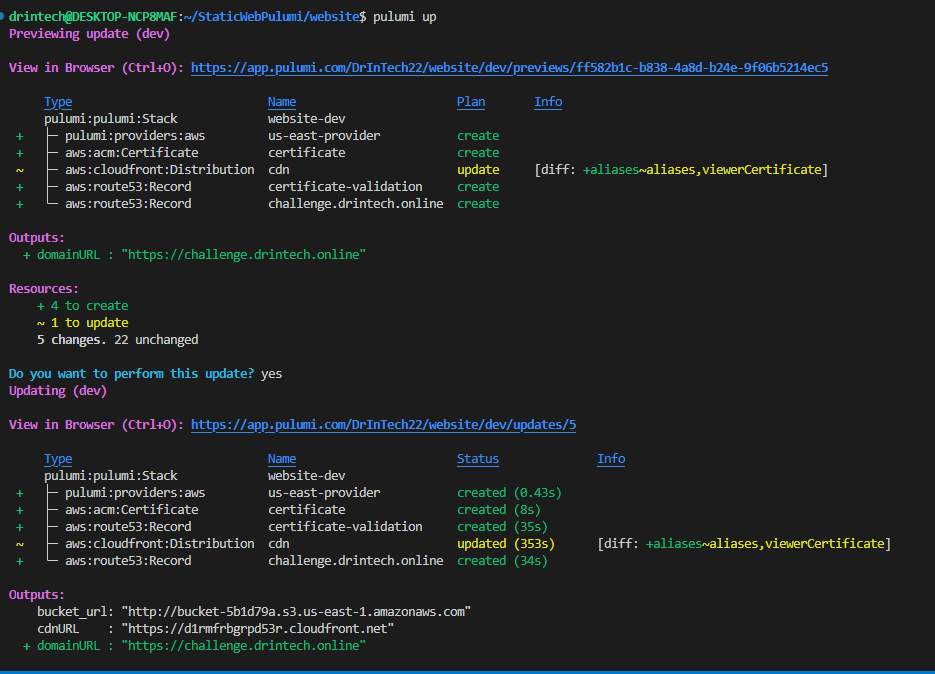 drintech@DESKTOP-NCP8MAF:~/StaticWebPulumi/website$ pulumi up
Previewing update (dev)
View in Browser (Ctrl+O): https://app.pulumi.com/DrInTech22/website/dev/previews/ff582b1c-b838-4a8d-b24e-9f06b5214ec5
Type Name Plan Info
pulumi:pulumi:Stack website-dev
+ ├─ pulumi:providers:aws us-east-provider create
+ ├─ aws:acm:Certificate certificate create
~ ├─ aws:cloudfront:Distribution cdn update [diff: +aliases~aliases,viewerCertificate]
+ ├─ aws:route53:Record certificate-validation create
+ └─ aws:route53:Record challenge.drintech.online create
Outputs:
+ domainURL : "https://challenge.drintech.online"
Resources:
+ 4 to create
~ 1 to update
5 changes. 22 unchanged
Do you want to perform this update? yes
Updating (dev)
View in Browser (Ctrl+O): https://app.pulumi.com/DrInTech22/website/dev/updates/5
Type Name Status Info
pulumi:pulumi:Stack website-dev
+ ├─ pulumi:providers:aws us-east-provider created (0.43s)
+ ├─ aws:acm:Certificate certificate created (8s)
+ ├─ aws:route53:Record certificate-validation created (35s)
~ ├─ aws:cloudfront:Distribution cdn updated (353s) [diff: +aliases~aliases,viewerCertificate]
+ └─ aws:route53:Record challenge.drintech.online created (34s)
Outputs:
bucket_url: "http://bucket-5b1d79a.s3.us-east-1.amazonaws.com"
cdnURL : "https://d1rmfrbgrpd53r.cloudfront.net"
+ domainURL : "https://challenge.drintech.online"